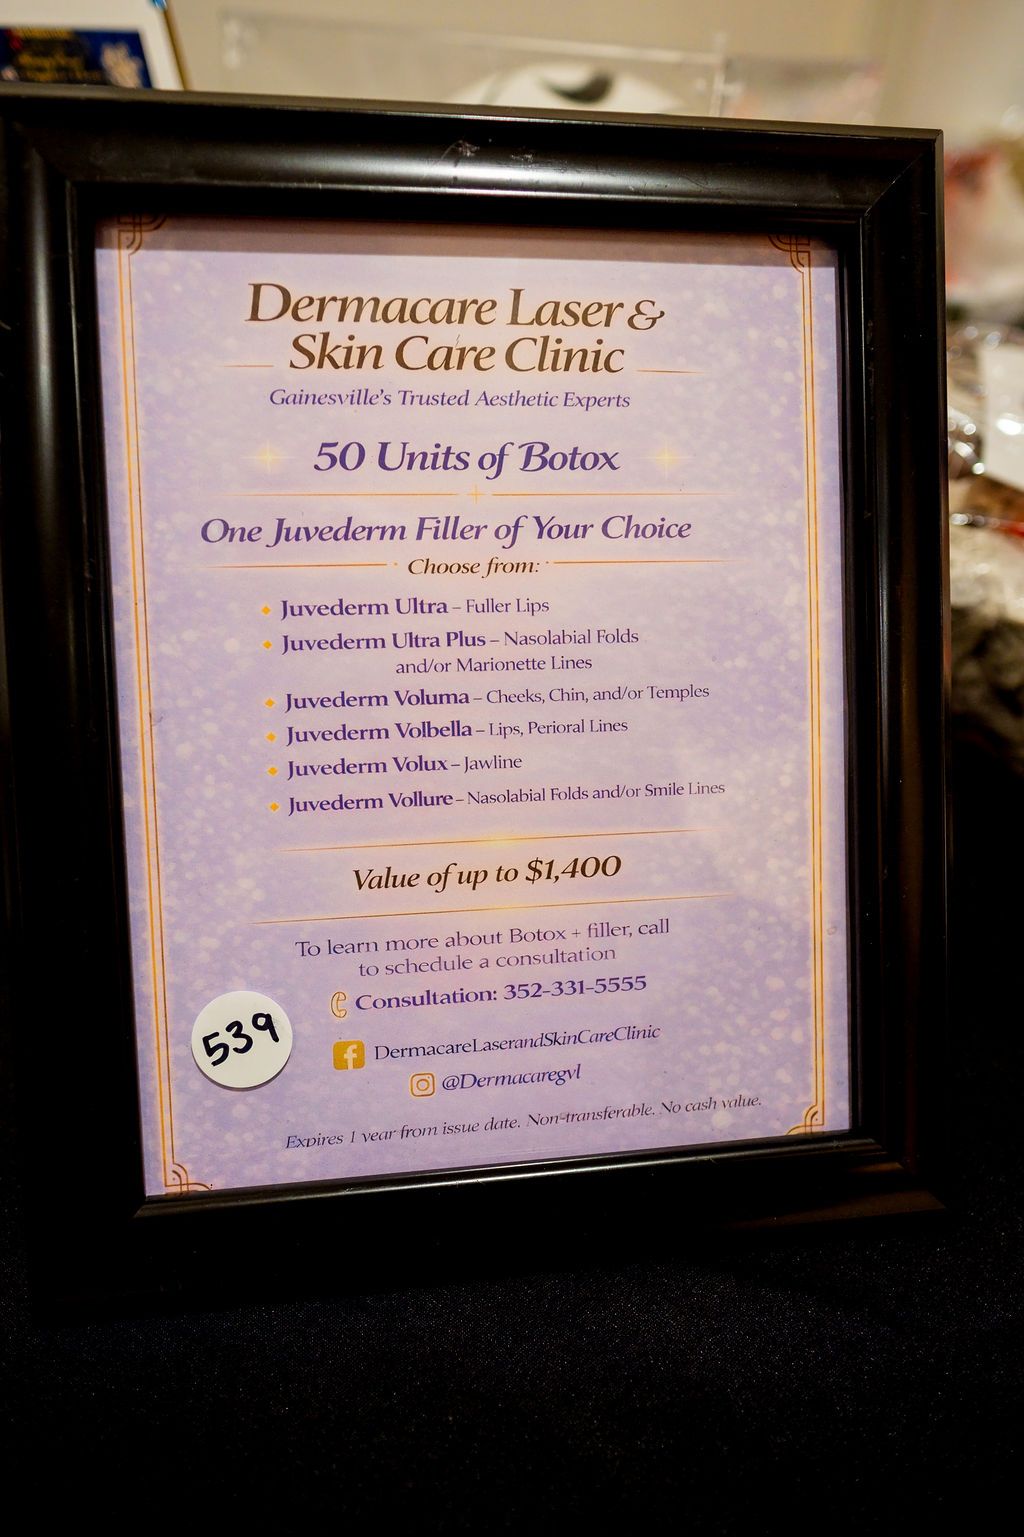 Dermacare Laser &
Skin Care Clinic
Gainesville's Trusted Aesthetic Experts
50 Units of Botox
One Juvederm Filler of Your Choice
Choose from:
Juvederm Ultra – Fuller Lips
Juvederm Ultra Plus – Nasolabial Folds
and/or Marionette Lines
Juvederm Voluma – Cheeks, Chin, and/or Temples
Juvederm Volbella – Lips, Perioral Lines
Juvederm Volux – Jawline
Juvederm Vollure – Nasolabial Folds and/or Smile Lines
Value of up to $1,400
To learn more about Botox + filler, call
to schedule a consultation
Consultation: 352-331-5555
539
DermacareLaserandSkinCareClinic
@Dermacaregvl
Expires 1 year from issue date. Non-transferable. No cash value.